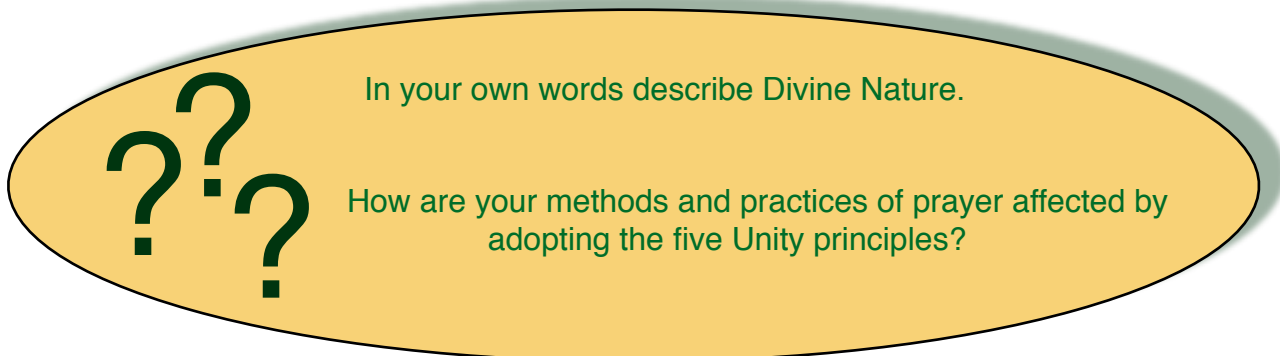 ???
In your own words describe Divine Nature.
How are your methods and practices of prayer affected by
adopting the five Unity principles?